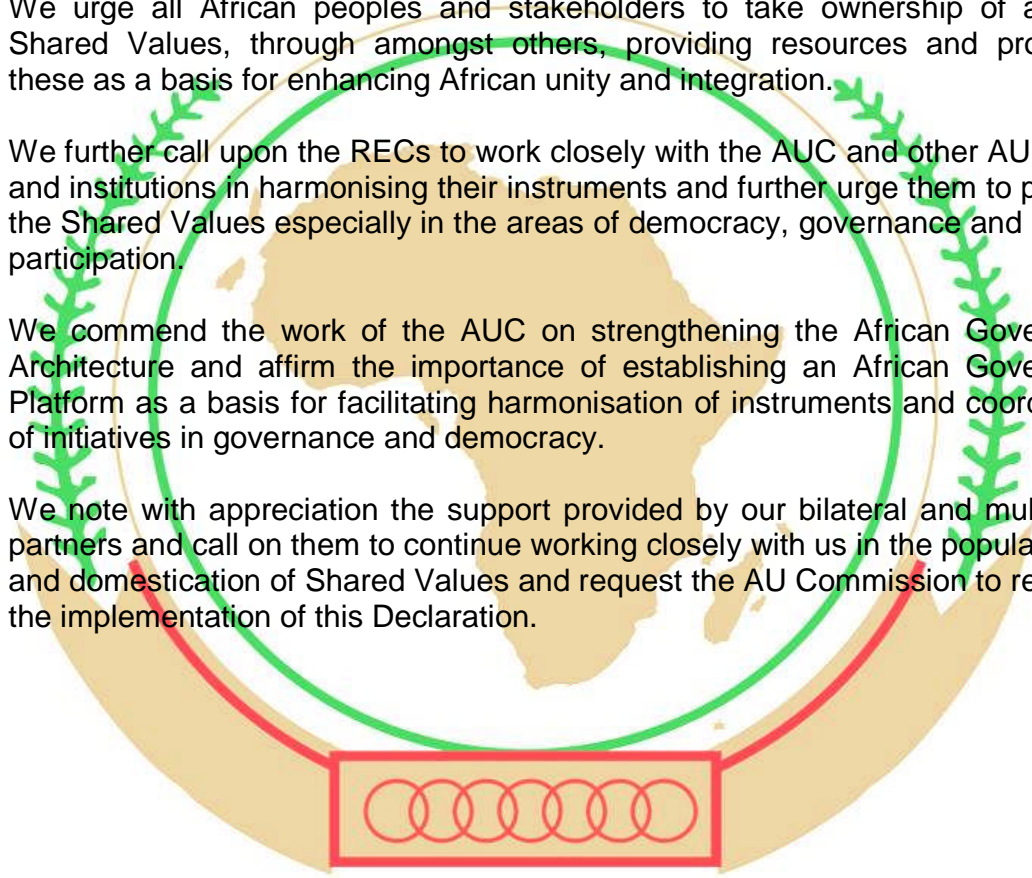 We urge all African peoples and stakeholders to take ownership of a
Shared Values, through amongst others, providing resources and pro
these as a basis for enhancing African unity and integration.
We further call upon the RECs to work closely with the AUC and other AU
and institutions in harmonising their instruments and further urge them to p
the Shared Values especially in the areas of democracy, governance and
participation.
We commend the work of the AUC on strengthening the African Gove
Architecture and affirm the importance of establishing an African Gove
Platform as a basis for facilitating harmonisation of instruments and coord
of initiatives in governance and democracy.
We note with appreciation the support provided by our bilateral and mul
partners and call on them to continue working closely with us in the popula
and domestication of Shared Values and request the AU Commission to re
the implementation of this Declaration.